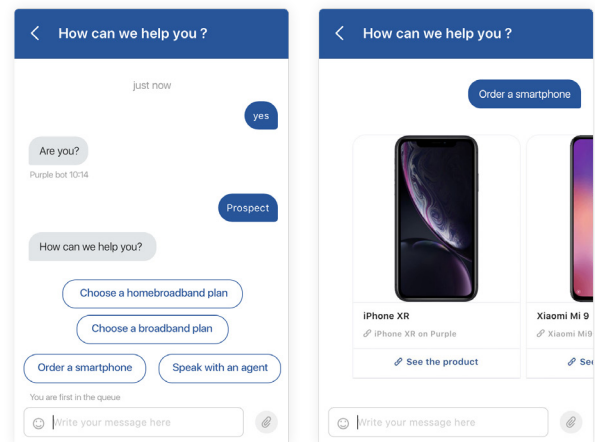 How can we help you ?
just now
yes
Are you?
Purple bot 10:14
Prospect
How can we help you?
Choose a homebroadband plan
Choose a broadband plan
Order a smartphone
Speak with an agent
You are first in the queue
Write your message here
How can we help you ?
Order a smartphone
iPhone XR
iPhone XR on Purple
See the product
Xiaomi Mi 9
Xiaomi Mi9
Write your message here